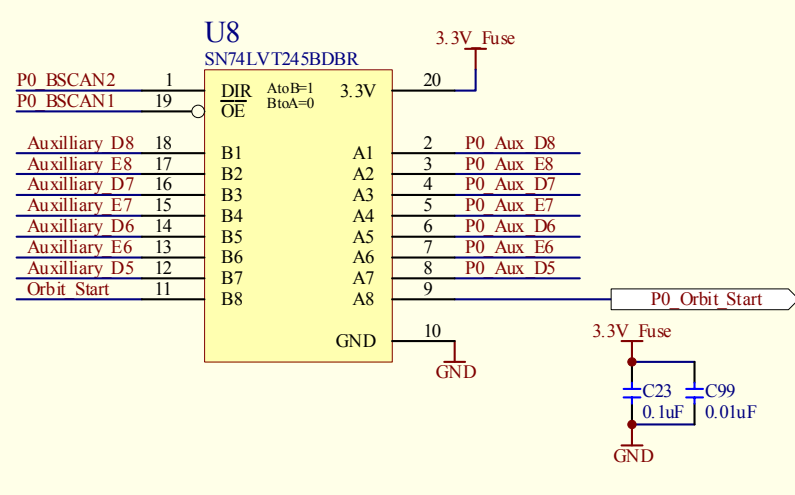 U8
SN74LVT245BDBR
3.3V_Fuse
P0_BSCAN2 1 DIR AtoB=1 3.3V 20
P0_BSCAN1 19 OE BtoA=0
Auxilliary_D8 18 B1 A1 2 P0_Aux_D8
Auxilliary_E8 17 B2 A2 3 P0_Aux_E8
Auxilliary_D7 16 B3 A3 4 P0_Aux_D7
Auxilliary_E7 15 B4 A4 5 P0_Aux_E7
Auxilliary_D6 14 B5 A5 6 P0_Aux_D6
Auxilliary_E6 13 B6 A6 7 P0_Aux_E6
Auxilliary_D5 12 B7 A7 8 P0_Aux_D5
Orbit_Start 11 B8 A8 9 P0_Orbit_Start
GND 10
GND
3.3V_Fuse
C23 C99
0.1uF 0.01uF
GND